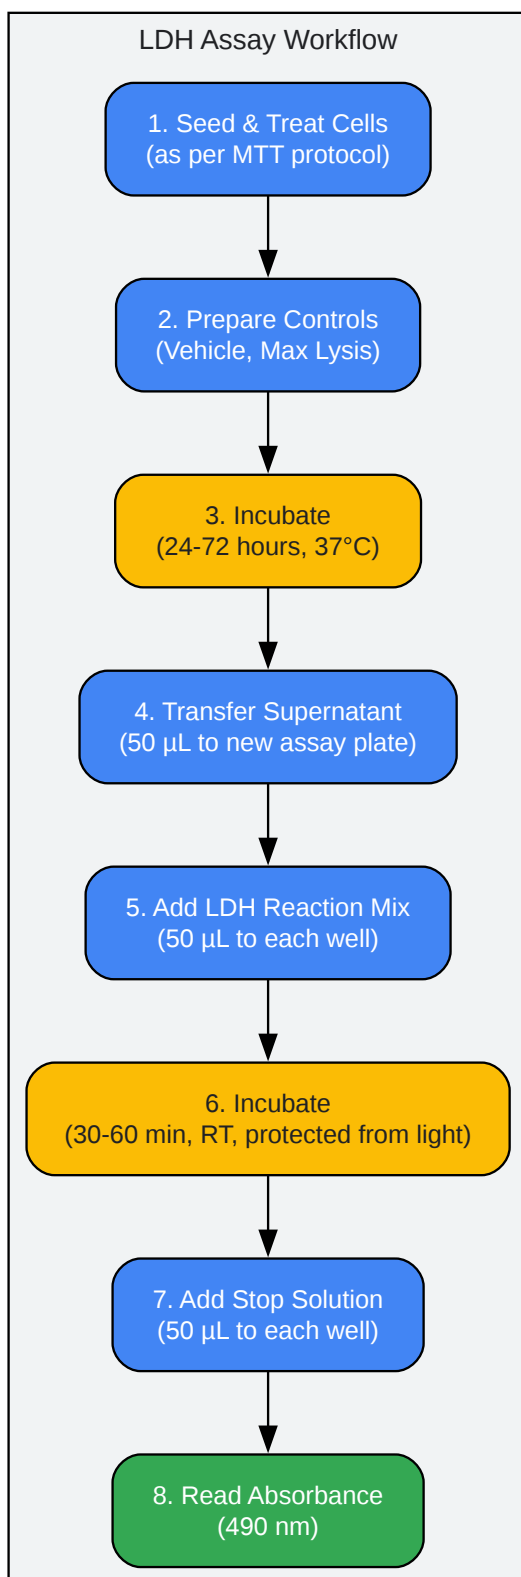 LDH Assay Workflow
1. Seed & Treat Cells
(as per MTT protocol)
2. Prepare Controls
(Vehicle, Max Lysis)
3. Incubate
(24-72 hours, 37°C)
4. Transfer Supernatant
(50 µL to new assay plate)
5. Add LDH Reaction Mix
(50 µL to each well)
6. Incubate
(30-60 min, RT, protected from light)
7. Add Stop Solution
(50 µL to each well)
8. Read Absorbance
(490 nm)